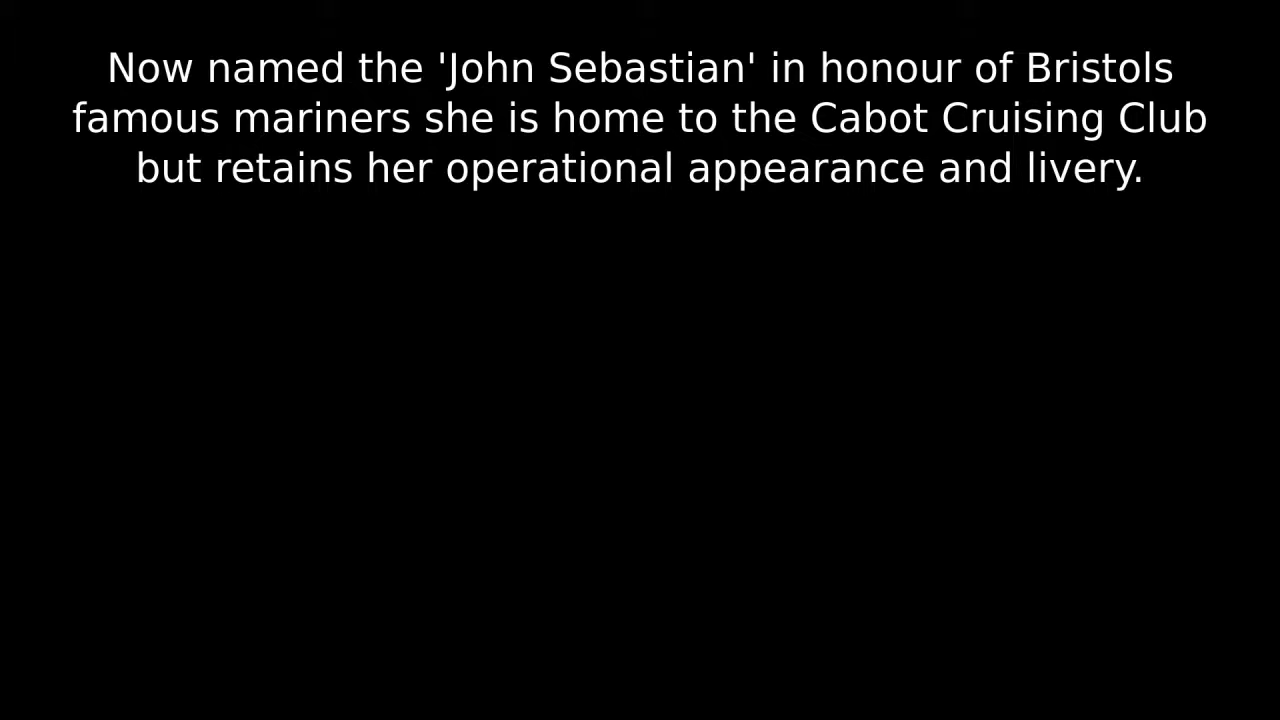 Now named the 'John Sebastian' in honour of Bristols
famous mariners she is home to the Cabot Cruising Club
but retains her operational appearance and livery.